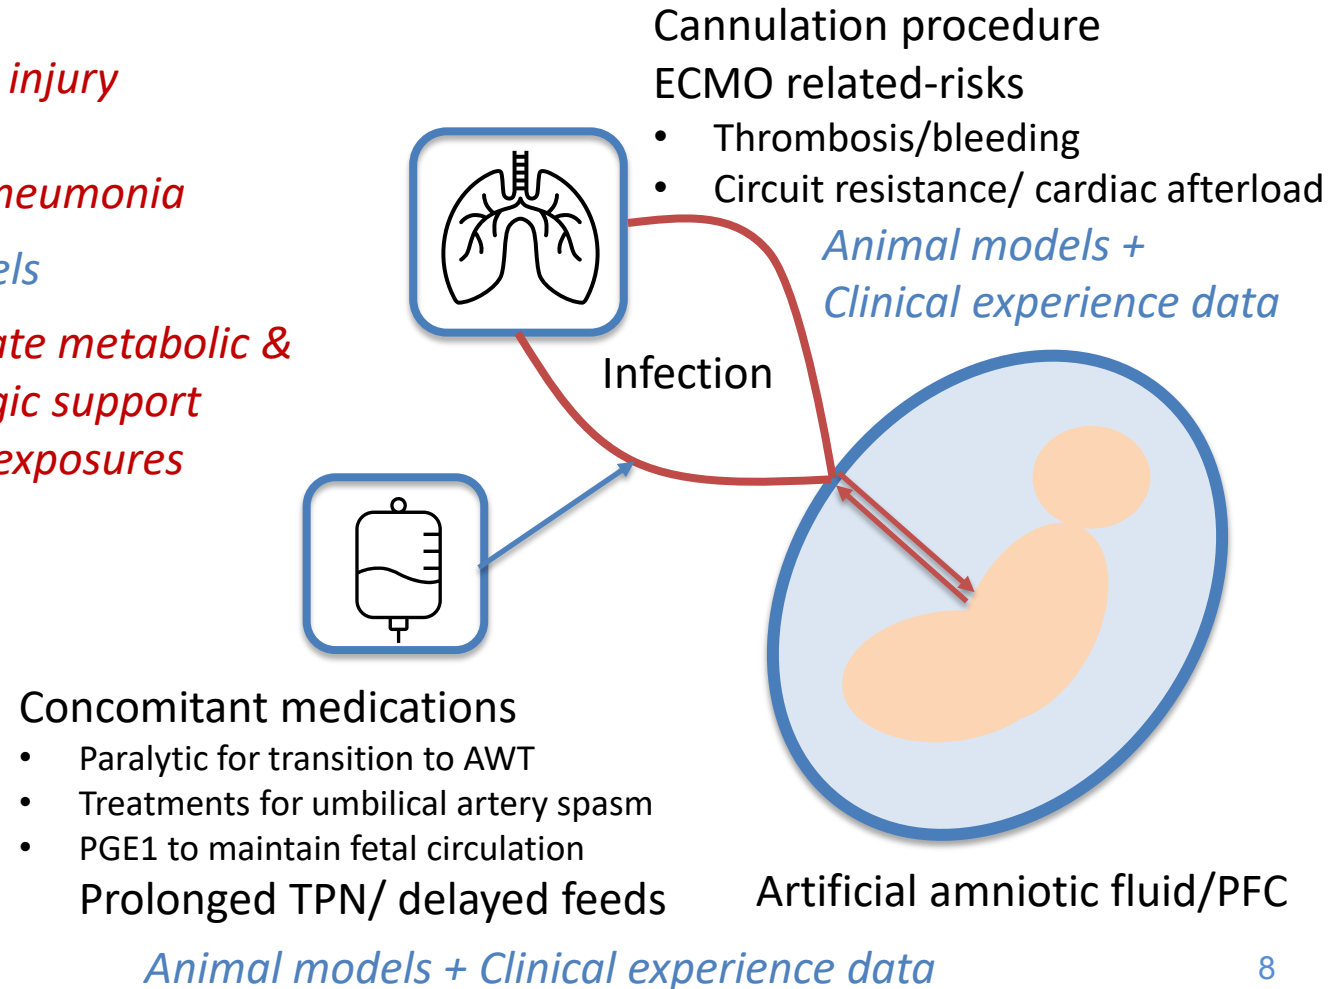 injury
neumonia
els
ate metabolic &
gic support
exposures
Cannulation procedure
ECMO related-risks
• Thrombosis/bleeding
• Circuit resistance/ cardiac afterload
Animal models +
Clinical experience data
Infection
Concomitant medications
• Paralytic for transition to AWT
• Treatments for umbilical artery spasm
• PGE1 to maintain fetal circulation
Prolonged TPN/ delayed feeds
Artificial amniotic fluid/PFC
Animal models + Clinical experience data
8